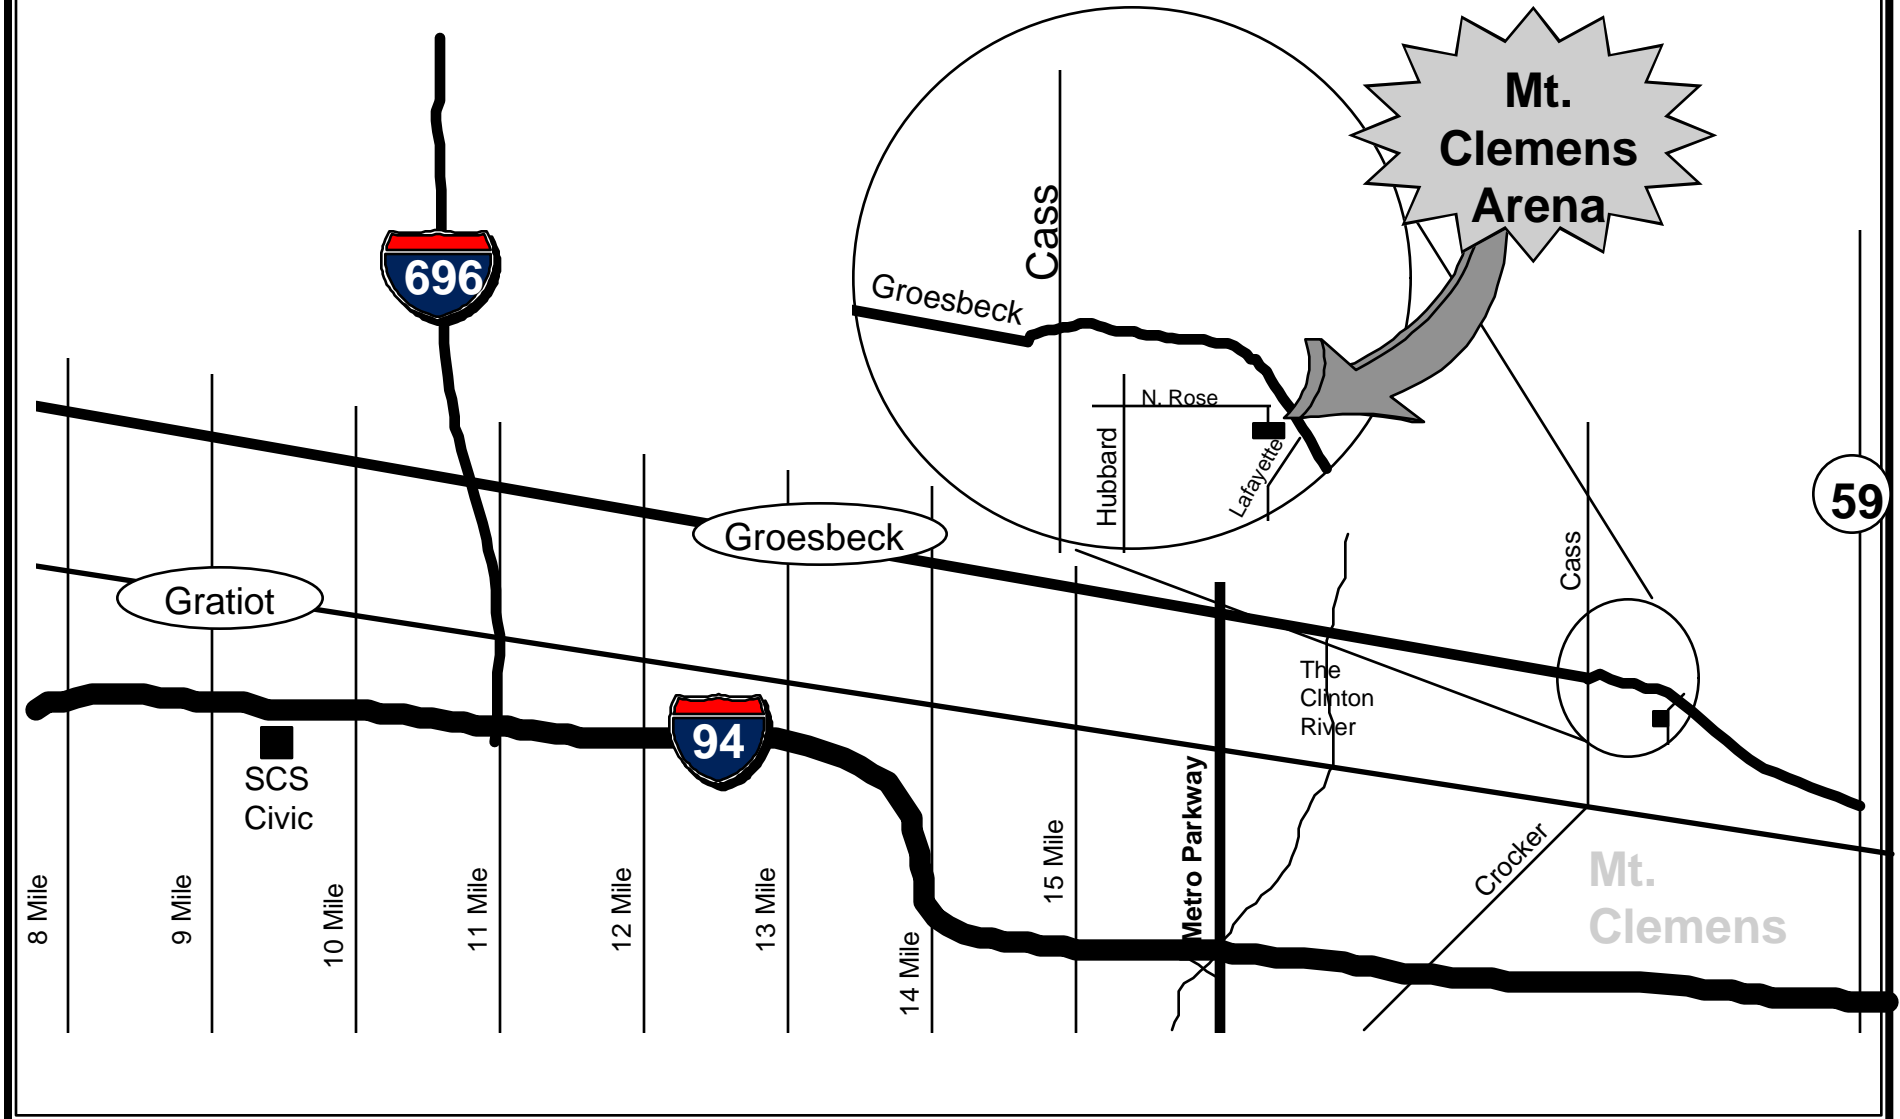 Mt.
Clemens
Arena
696
Cass
Groesbeck
N. Rose
Hubbard
Lafayette
59
Groesbeck
Cass
Gratiot
The
Clinton
River
94
SCS
Civic
Metro Parkway
Crocker
Mt.
Clemens
8 Mile
9 Mile
10 Mile
11 Mile
12 Mile
13 Mile
14 Mile
15 Mile